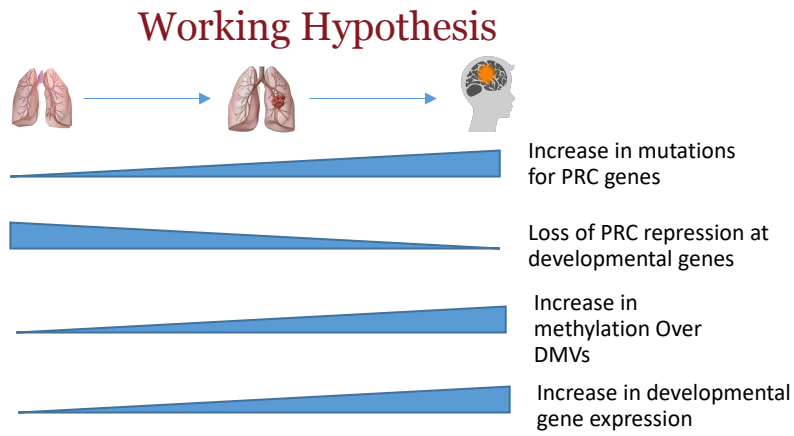 Working Hypothesis
Increase in mutations
for PRC genes
Loss of PRC repression at
developmental genes
Increase in
methylation Over
DMVs
Increase in developmental
gene expression